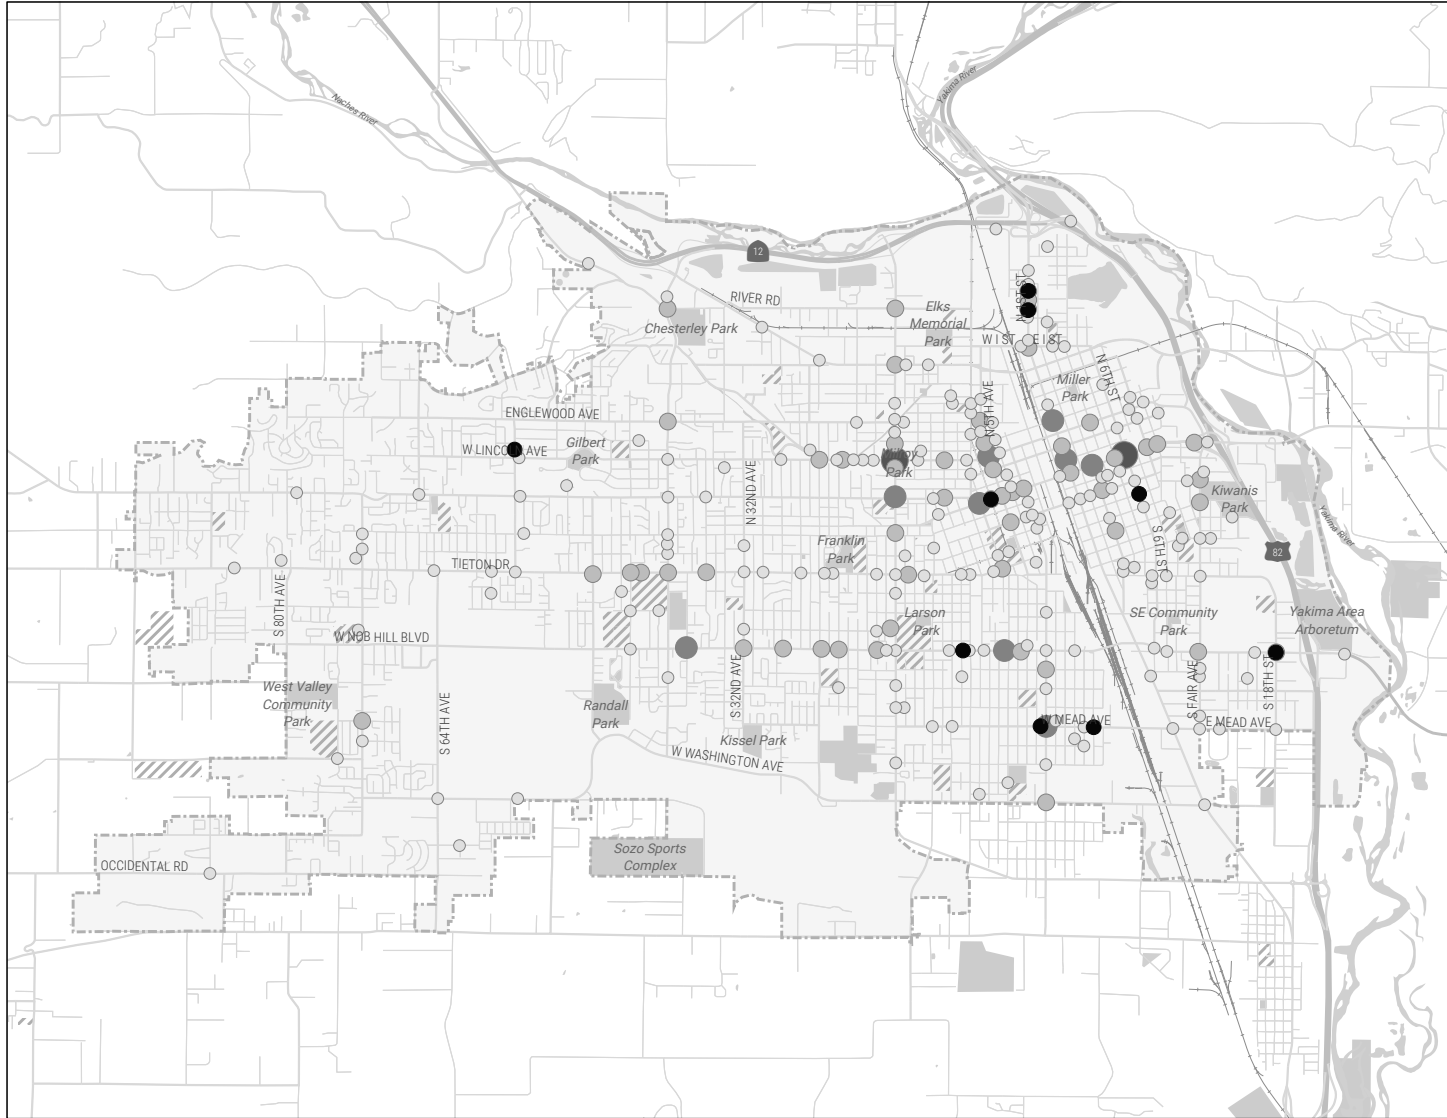 Naches River
Yakima River
12
RIVER RD
Chesterley Park
Elks
Memorial
Park
N 1ST ST
W I ST
E I ST
Miller
Park
N 6TH ST
N 5TH AVE
ENGLEWOOD AVE
W LINCOLN AVE
Gilbert
Park
N 32ND AVE
Park
Kiwanis
Park
Yakima River
Franklin
Park
S 6TH ST
82
TIETON DR
S 80TH AVE
W NOB HILL BLVD
Larson
Park
SE Community
Park
Yakima Area
Arboretum
West Valley
Community
Park
S 64TH AVE
Randall
Park
S 32ND AVE
Kissel Park
W WASHINGTON AVE
W MEAD AVE
S FAIR AVE
E MEAD AVE
S 18TH ST
Sozo Sports
Complex
OCCIDENTAL RD